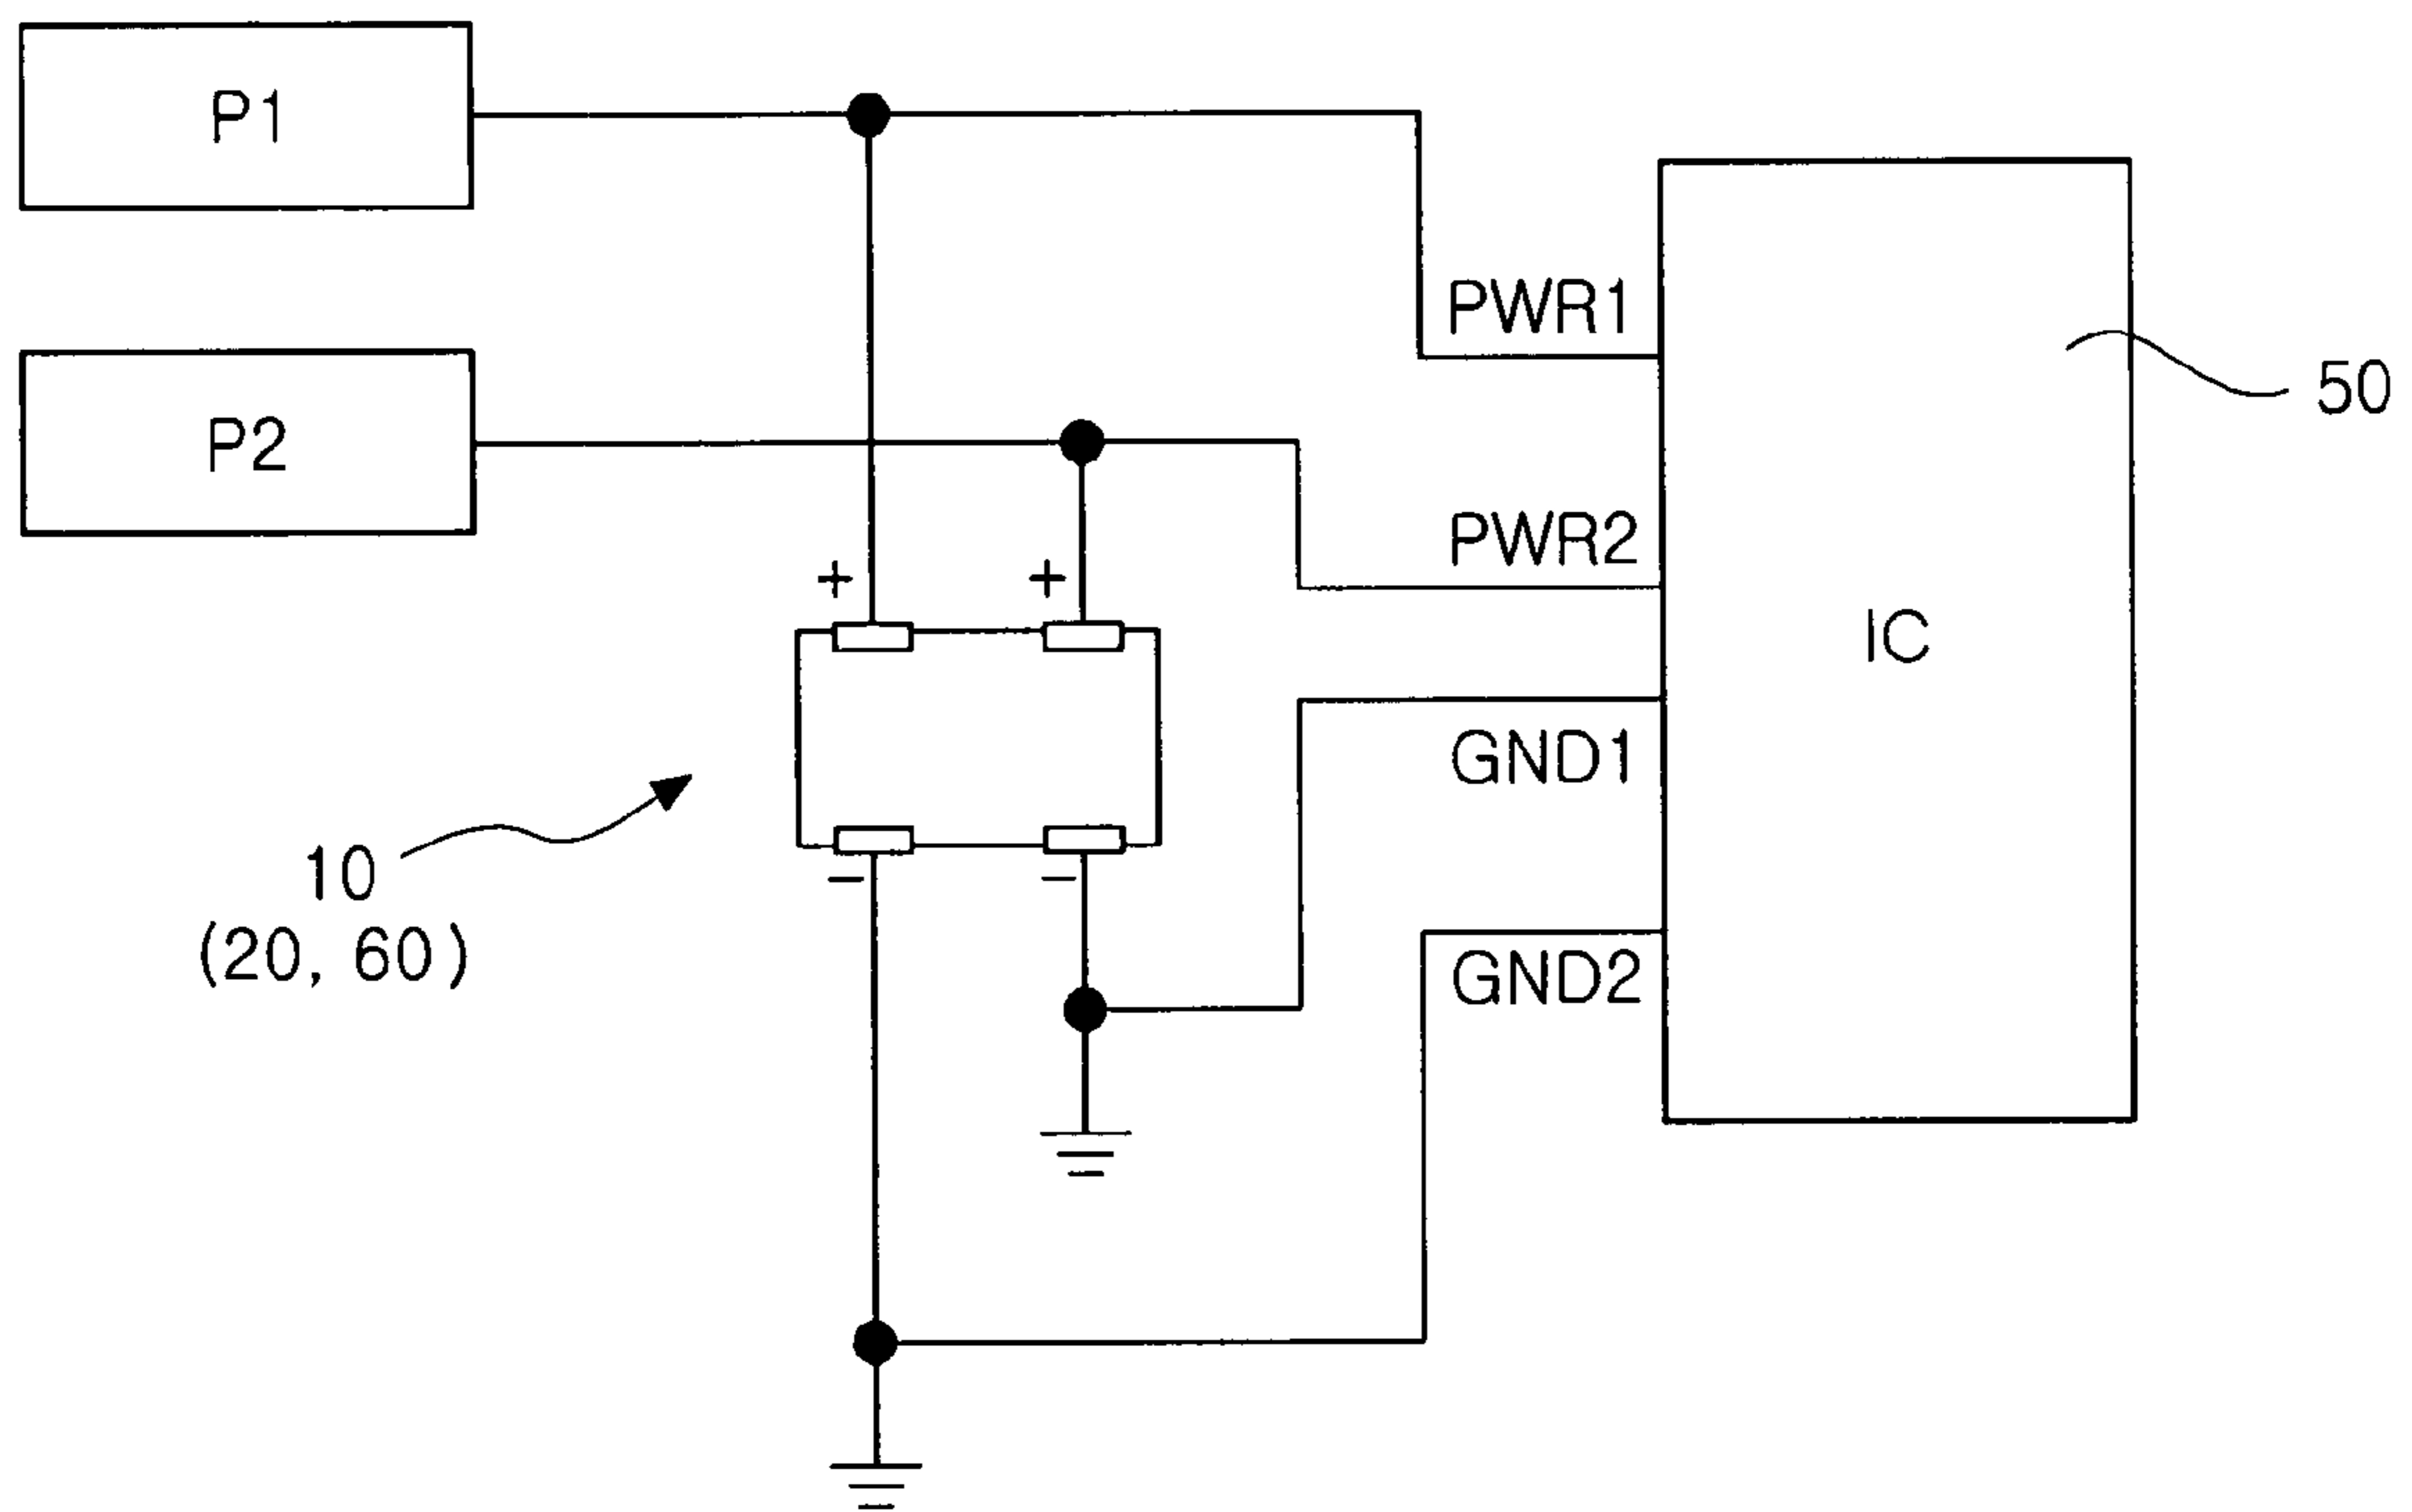 P1
PWR1
50
P2
PWR2
+ +
IC
GND1
10
(20, 60)
− −
GND2